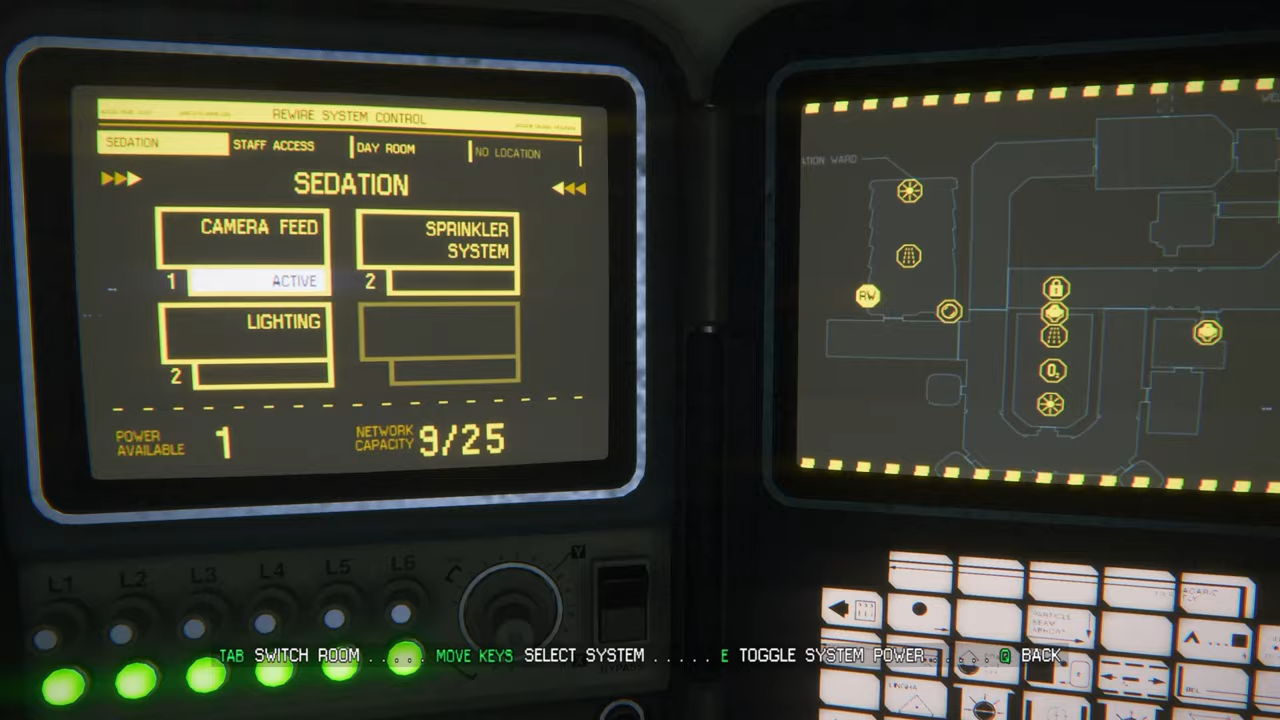 REWIRE SYSTEM CONTROL
SEDATION
STAFF ACCESS
DAY ROOM
NO LOCATION
SEDATION
CAMERA FEED
1 ACTIVE
SPRINKLER
SYSTEM
2
LIGHTING
2
POWER
AVAILABLE 1
NETWORK
CAPACITY 9/25
ATION WARD
RW
O2
L1 L2 L3 L4 L5 L6
Y
TAB SWITCH ROOM ..... MOVE KEYS SELECT SYSTEM ..... E TOGGLE SYSTEM POWER ..... Q BACK